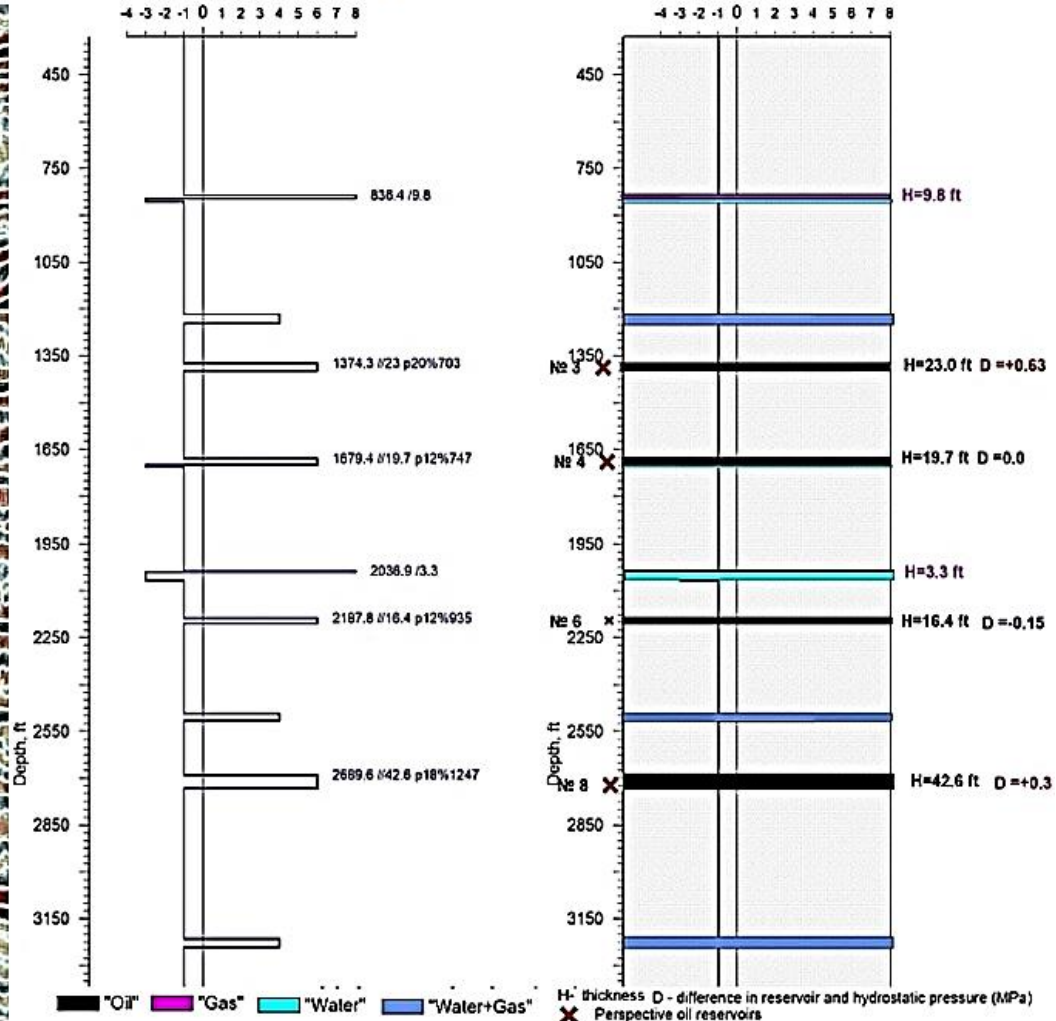 -4 -3 -2 -1 0 1 2 3 4 5 6 7 8
450
750
1050
1350
1650
1950
2250
2550
2850
3150
Depth, ft
836.4 /9.8
1374.3 //23 p20%703
1679.4 //19.7 p12%747
2036.9 /3.3
2187.8 //16.4 p12%935
2689.6 //42.6 p18%1247
-4 -3 -2 -1 0 1 2 3 4 5 6 7 8
450
750
1050
1350
1650
1950
2250
2550
2850
3150
Depth, ft
№ 3
№ 4
№ 6
№ 8
H=9.8 ft
H=23.0 ft D =+0.63
H=19.7 ft D =0.0
H=3.3 ft
H=16.4 ft D =-0.15
H=42.6 ft D =+0.3
"Oil" "Gas" "Water" "Water+Gas"
H- thickness D - difference in reservoir and hydrostatic pressure (MPa)
Perspective oil reservoirs